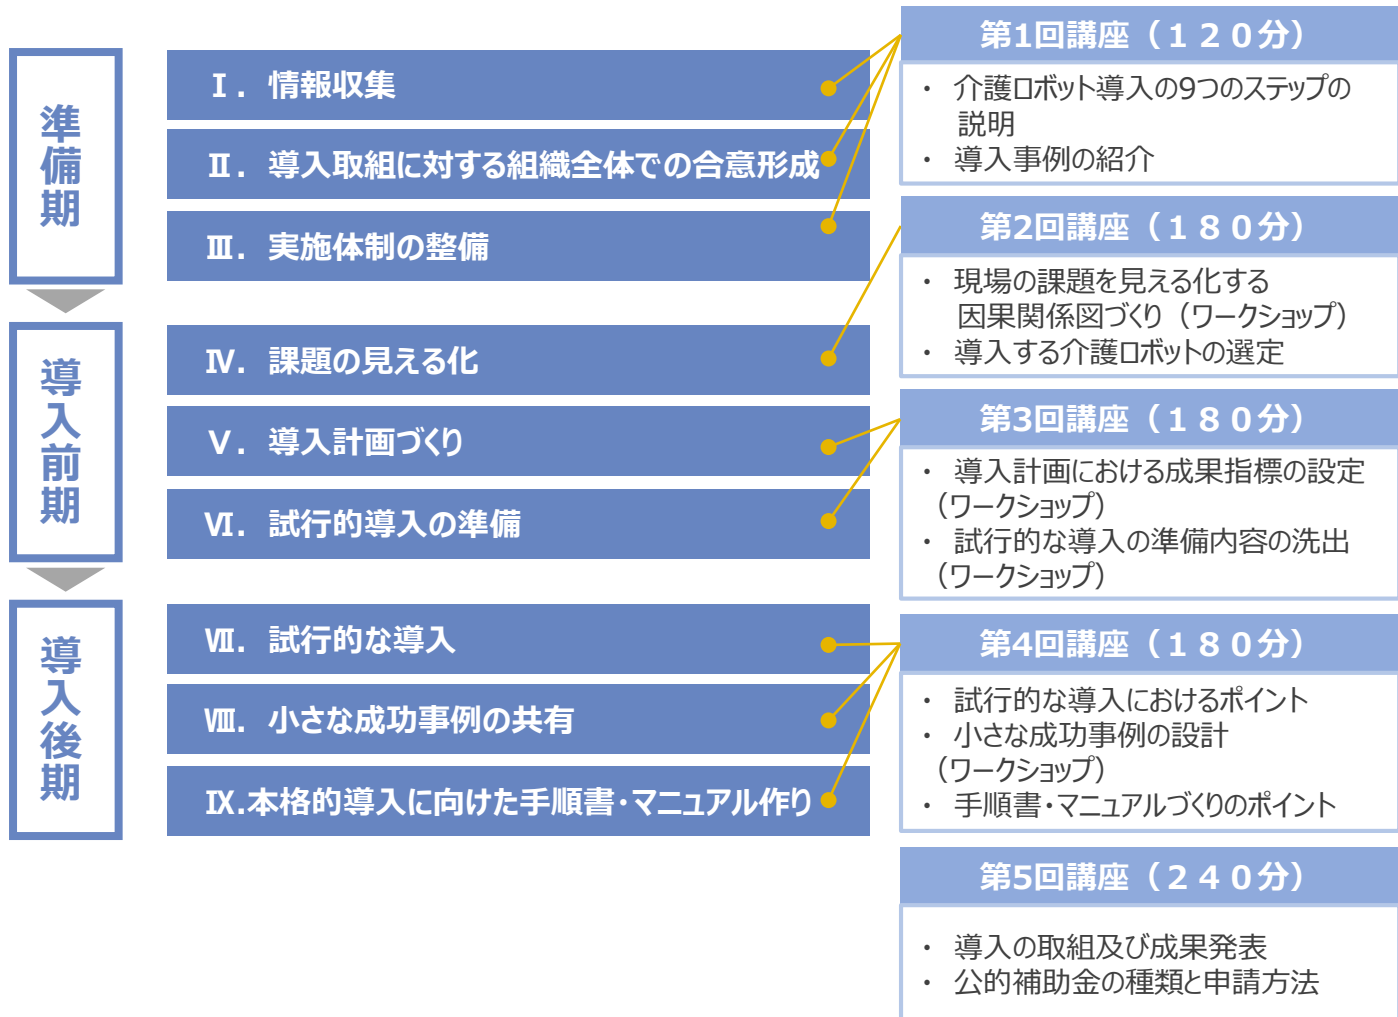 準備期
Ⅰ．情報収集
Ⅱ．導入取組に対する組織全体での合意形成
Ⅲ．実施体制の整備
導入前期
Ⅳ．課題の見える化
Ⅴ．導入計画づくり
Ⅵ．試行的導入の準備
導入後期
Ⅶ．試行的な導入
Ⅷ．小さな成功事例の共有
Ⅸ.本格的導入に向けた手順書・マニュアル作り
第1回講座（１２０分）
・ 介護ロボット導入の9つのステップの
説明
・ 導入事例の紹介
第2回講座（１８０分）
・ 現場の課題を見える化する
因果関係図づくり（ワークショップ）
・ 導入する介護ロボットの選定
第3回講座（１８０分）
・ 導入計画における成果指標の設定
（ワークショップ）
・ 試行的な導入の準備内容の洗出
（ワークショップ）
第4回講座（１８０分）
・ 試行的な導入におけるポイント
・ 小さな成功事例の設計
（ワークショップ）
・ 手順書・マニュアルづくりのポイント
第5回講座（２４０分）
・ 導入の取組及び成果発表
・ 公的補助金の種類と申請方法